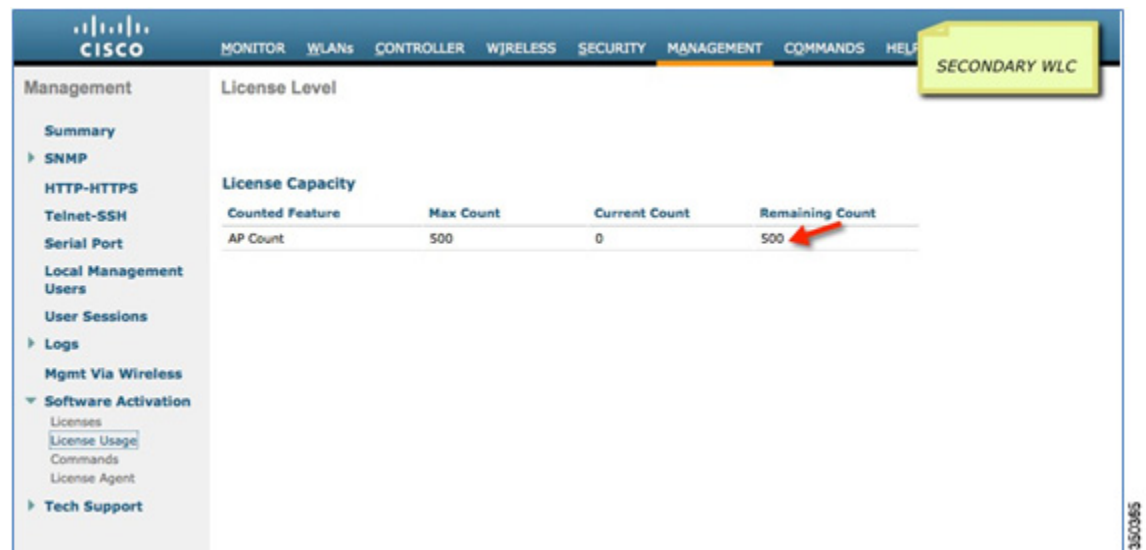 CISCO
MONITOR WLANs CONTROLLER WIRELESS SECURITY MANAGEMENT COMMANDS HELP
SECONDARY WLC
Management
Summary
SNMP
HTTP-HTTPS
Telnet-SSH
Serial Port
Local Management
Users
User Sessions
Logs
Mgmt Via Wireless
Software Activation
Licenses
License Usage
Commands
License Agent
Tech Support
License Level
License Capacity
Counted Feature Max Count Current Count Remaining Count
AP Count 500 0 500
350365